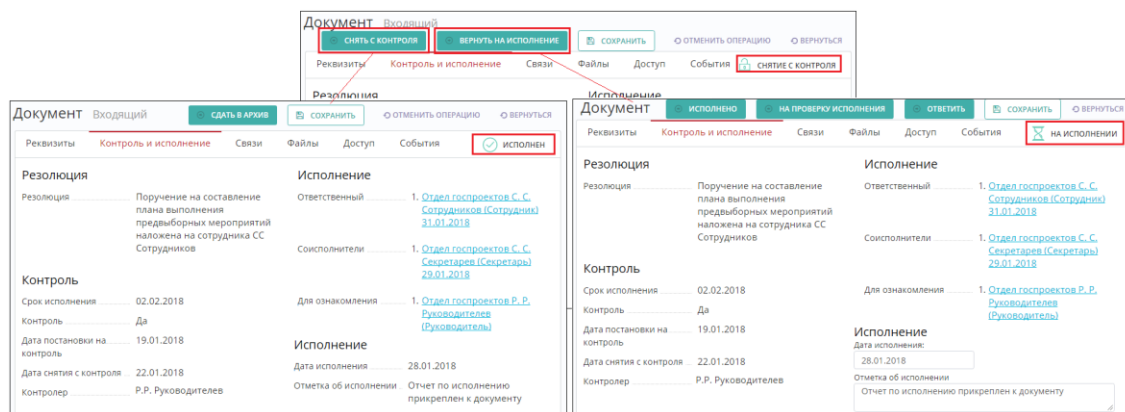 Документ Входящий
СНЯТЬ С КОНТРОЛЯ ВЕРНУТЬ НА ИСПОЛНЕНИЕ СОХРАНИТЬ ОТМЕНИТЬ ОПЕРАЦИЮ ВЕРНУТЬСЯ
Реквизиты Контроль и исполнение Связи Файлы Доступ События СНЯТИЕ С КОНТРОЛЯ
Резолюция Исполнение
Документ Входящий СДАТЬ В АРХИВ СОХРАНИТЬ ОТМЕНИТЬ ОПЕРАЦИЮ ВЕРНУТЬСЯ
Реквизиты Контроль и исполнение Связи Файлы Доступ События ИСПОЛНЕН
Резолюция
Резолюция Поручение на составление
плана выполнения
предвыборных мероприятий
наложена на сотрудника СС
Сотрудников
Контроль
Срок исполнения 02.02.2018
Контроль Да
Дата постановки на 19.01.2018
контроль
Дата снятия с контроля 22.01.2018
Контролер Р.Р. Руководителев
Исполнение
Ответственный 1. Отдел госпроектов С. С.
Сотрудников (Сотрудник)
31.01.2018
Соисполнители 1. Отдел госпроектов С. С.
Секретарев (Секретарь)
29.01.2018
Для ознакомления 1. Отдел госпроектов Р. Р.
Руководителев
(Руководитель)
Исполнение
Дата исполнения 28.01.2018
Отметка об исполнении Отчет по исполнению
прикреплен к документу
Документ ИСПОЛНЕНО НА ПРОВЕРКУ ИСПОЛНЕНИЯ ОТВЕТИТЬ СОХРАНИТЬ ВЕРНУТЬСЯ
Реквизиты Контроль и исполнение Связи Файлы Доступ События НА ИСПОЛНЕНИИ
Резолюция
Резолюция Поручение на составление
плана выполнения
предвыборных мероприятий
наложена на сотрудника СС
Сотрудников
Контроль
Срок исполнения 02.02.2018
Контроль Да
Дата постановки на 19.01.2018
контроль
Дата снятия с контроля 22.01.2018
Контролер Р.Р. Руководителев
Исполнение
Ответственный 1. Отдел госпроектов С. С.
Сотрудников (Сотрудник)
31.01.2018
Соисполнители 1. Отдел госпроектов С. С.
Секретарев (Секретарь)
29.01.2018
Для ознакомления 1. Отдел госпроектов Р. Р.
Руководителев
(Руководитель)
Исполнение
Дата исполнения:
28.01.2018
Отметка об исполнении
Отчет по исполнению прикреплен к документу